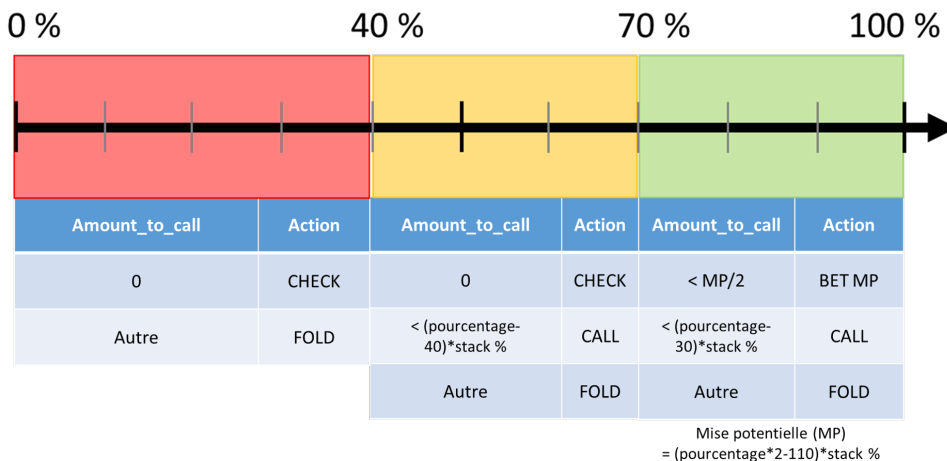 0 % 40 % 70 % 100 %
Amount_to_call Action Amount_to_call Action Amount_to_call Action
0 CHECK 0 CHECK < MP/2 BET MP
Autre FOLD < (pourcentage-
40)*stack % CALL < (pourcentage-
30)*stack % CALL
Autre FOLD Autre FOLD
Mise potentielle (MP)
= (pourcentage*2-110)*stack %